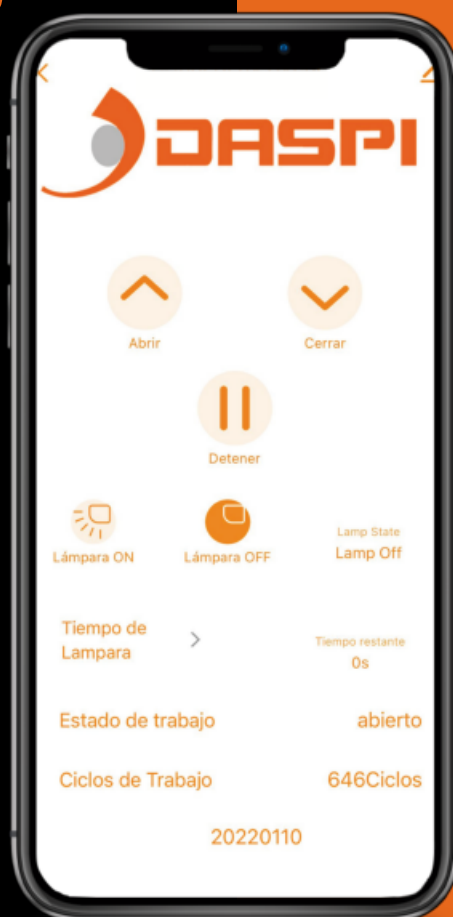 DASPI
Abrir
Cerrar
Detener
Lámpara ON
Lámpara OFF
Lamp State
Lamp Off
Tiempo de
Lampara
Tiempo restante
0s
Estado de trabajo
abierto
Ciclos de Trabajo
646Ciclos
20220110